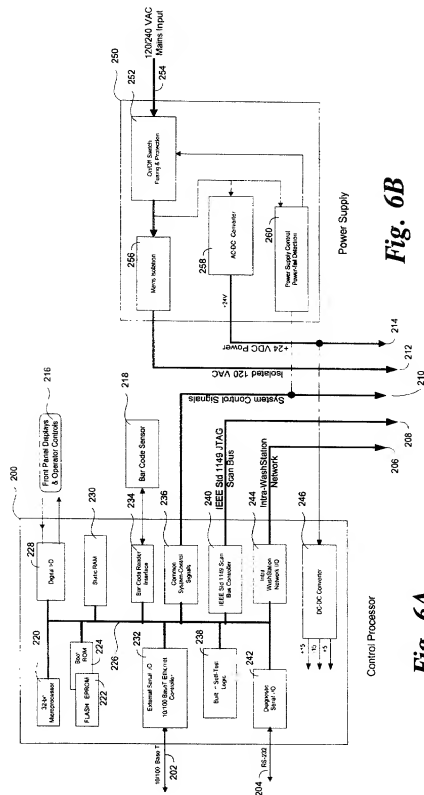 120/240 VAC
Mains Input
250
252
254
On/Off Switch
Fusing & Protection
256
Mains Isolation
258
AC-DC Converter
260
Power Supply Control
Power-Fail Detection
+24V
Power Supply
Fig. 6B
+24 VDC Power
214
Isolated 120 VAC
212
System Control Signals
210
IEEE Std 1149 JTAG
Scan Bus
208
Intra-WashStation
Network
206
216
Front Panel Displays
& Operator Controls
218
Bar Code Sensor
200
228
Digital I/O
230
Static RAM
234
Bar Code Reader
Interface
236
Common
System-Control
Signals
240
IEEE Std 1149 Scan
Bus Controller
244
Intra
WashStation
Network I/O
246
DC-DC Converter
220
32-bit
Microprocessor
224
Boot
ROM
222
FLASH EPROM
226
232
External Serial I/O
10/100 BaseT Ethernet
Controller
238
Built-in Self-Test
Logic
242
Diagnostic
Serial I/O
10/100 Base T
202
RS-232
204
Control Processor
Fig. 6A